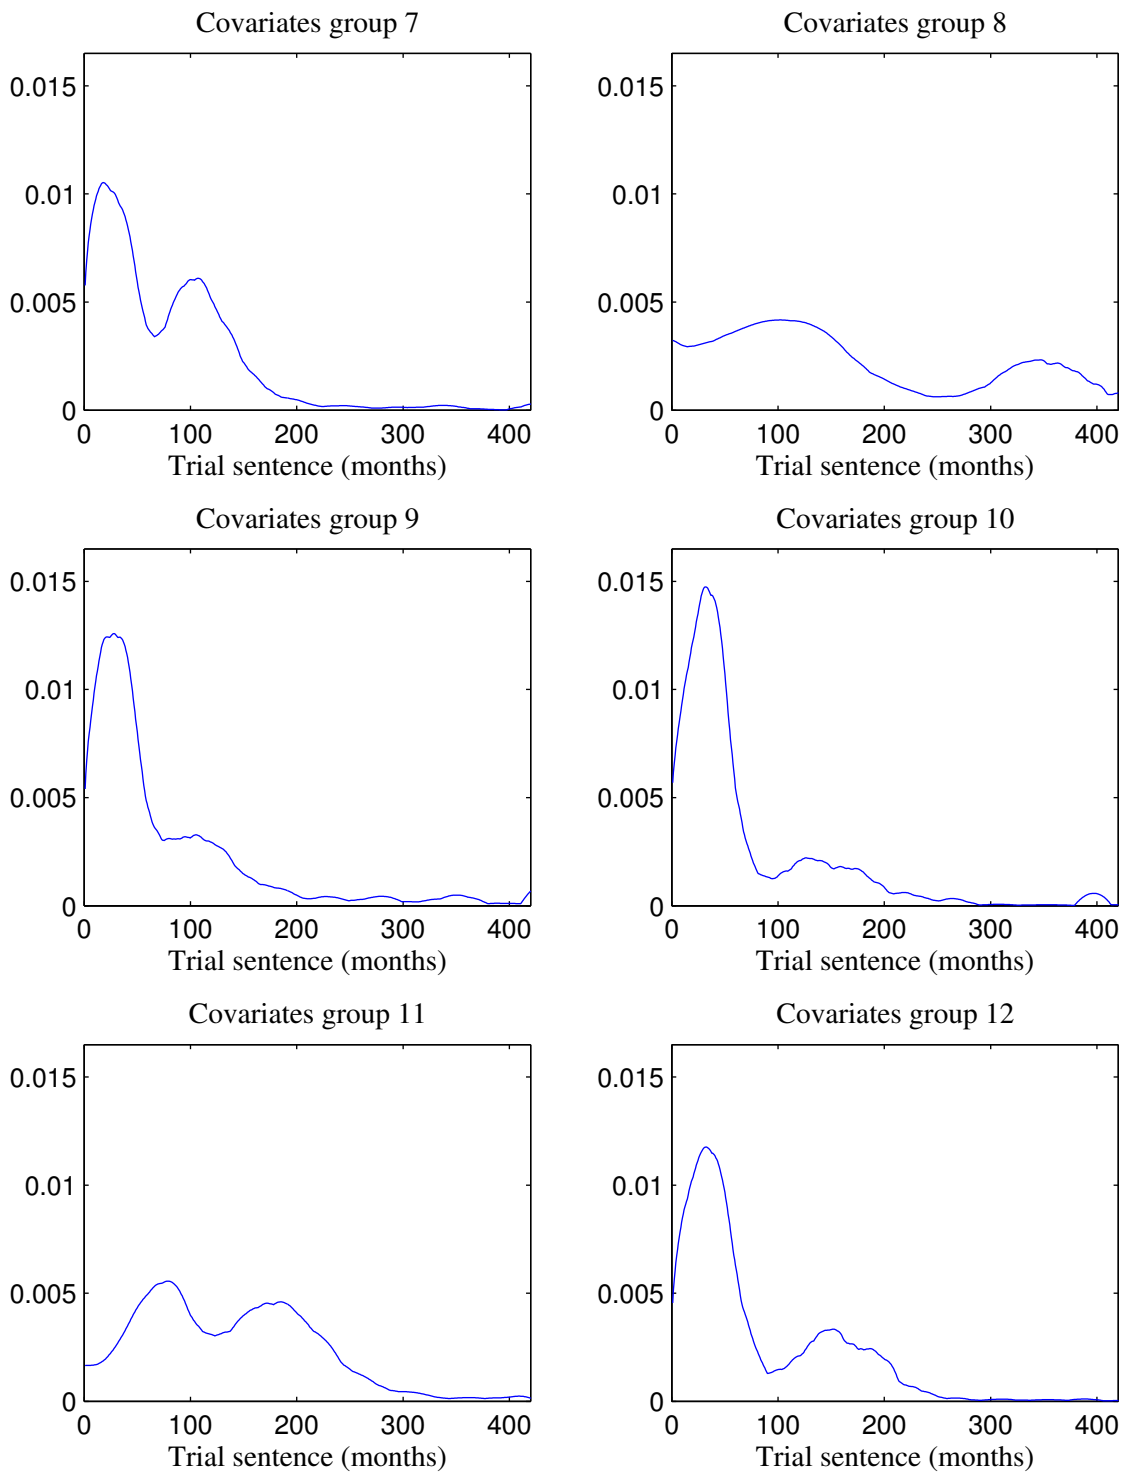 Covariates group 7
0.015
0.01
0.005
0
0 100 200 300 400
Trial sentence (months)
Covariates group 8
0.015
0.01
0.005
0
0 100 200 300 400
Trial sentence (months)
Covariates group 9
0.015
0.01
0.005
0
0 100 200 300 400
Trial sentence (months)
Covariates group 10
0.015
0.01
0.005
0
0 100 200 300 400
Trial sentence (months)
Covariates group 11
0.015
0.01
0.005
0
0 100 200 300 400
Trial sentence (months)
Covariates group 12
0.015
0.01
0.005
0
0 100 200 300 400
Trial sentence (months)